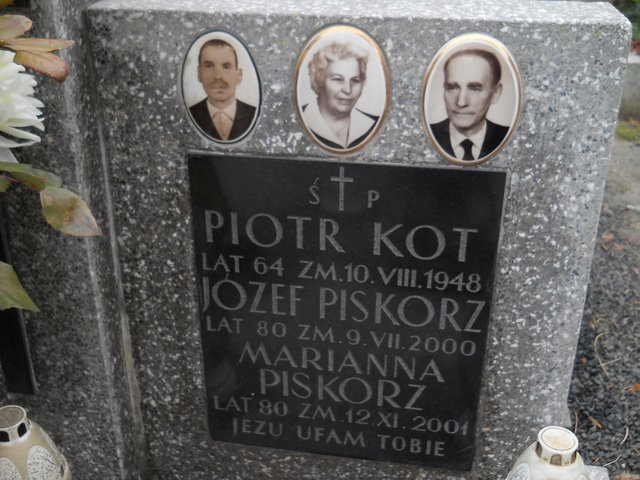 Ś † P
PIOTR KOT
LAT 64 ZM. 10. VIII. 1948
JÓZEF PISKORZ
LAT 80 ZM. 9. VII. 2000
MARIANNA
PISKORZ
LAT 80 ZM. 12. XI. 2001
JEZU UFAM TOBIE